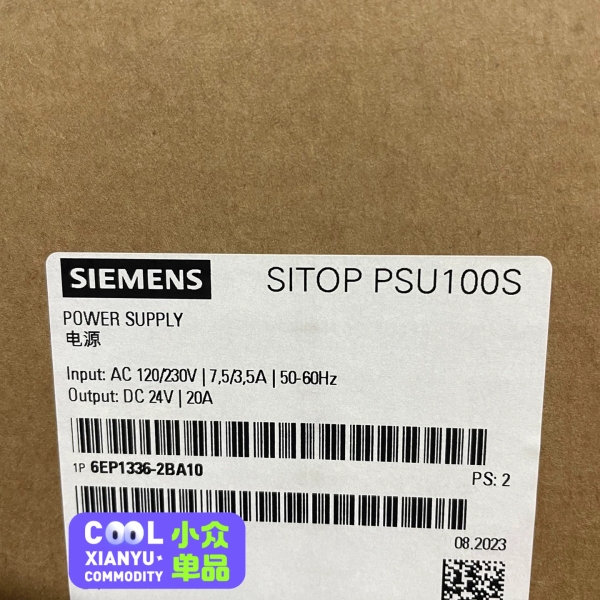 SIEMENS SITOP PSU100S
POWER SUPPLY
电源
Input: AC 120/230V | 7,5/3,5A | 50-60Hz
Output: DC 24V | 20A
1P 6EP1336-2BA10
PS: 2
08.2023
COOL
XIANYU
COMMODITY
小众
单品